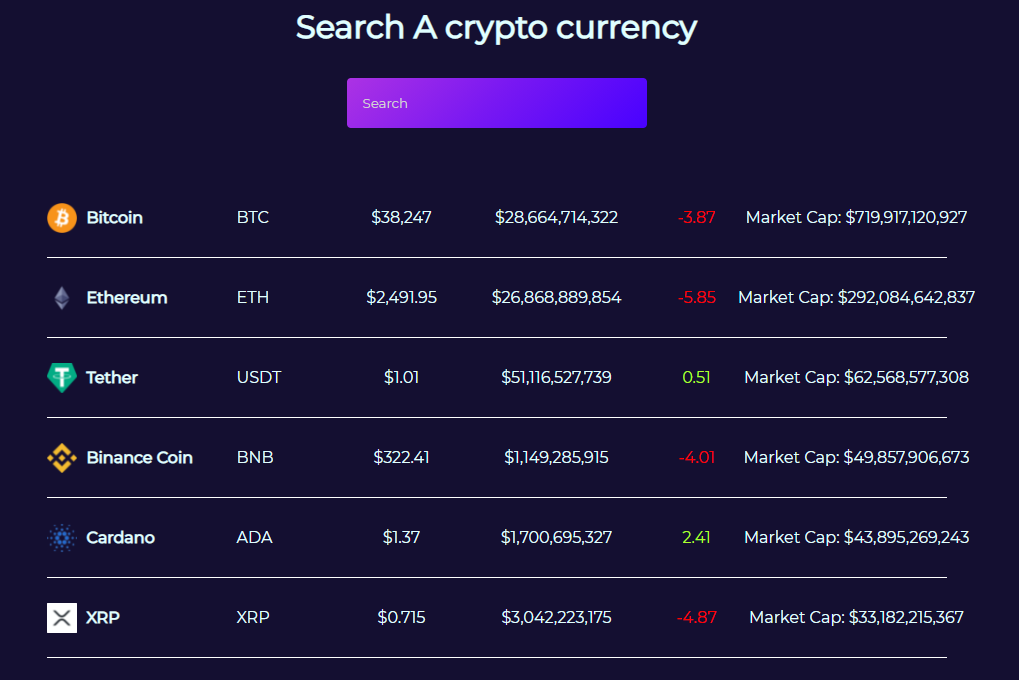 Search A crypto currency
Search
Bitcoin BTC $38,247 $28,664,714,322 -3.87 Market Cap: $719,917,120,927
Ethereum ETH $2,491.95 $26,868,889,854 -5.85 Market Cap: $292,084,642,837
Tether USDT $1.01 $51,116,527,739 0.51 Market Cap: $62,568,577,308
Binance Coin BNB $322.41 $1,149,285,915 -4.01 Market Cap: $49,857,906,673
Cardano ADA $1.37 $1,700,695,327 2.41 Market Cap: $43,895,269,243
XRP XRP $0.715 $3,042,223,175 -4.87 Market Cap: $33,182,215,367